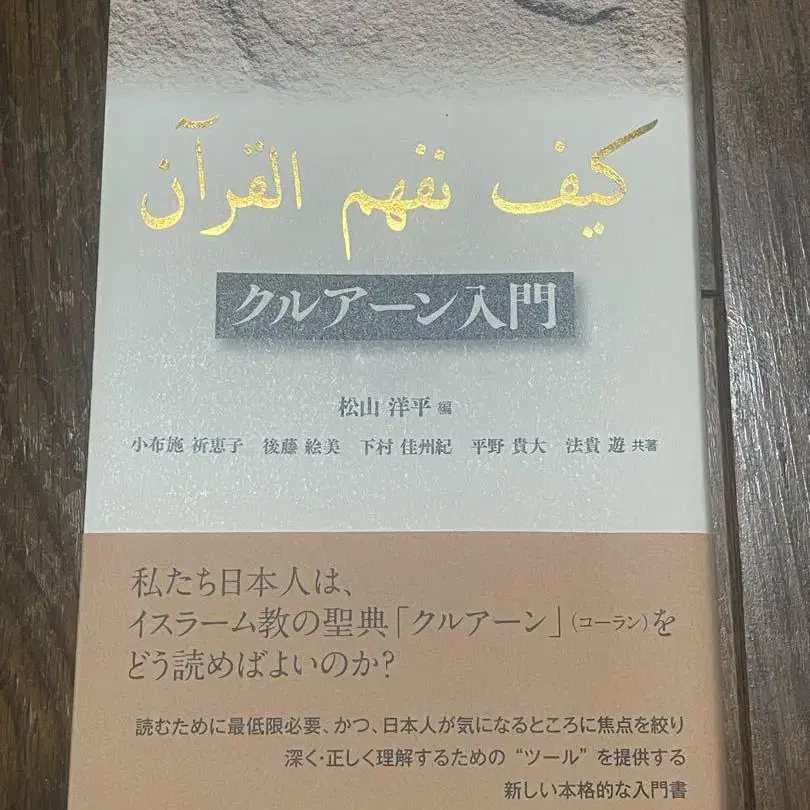 كيف نفهم القرآن
クルアーン入門
松山 洋平 編
小布施 祈恵子 後藤 絵美 下村 佳州紀 平野 貴大 法貴 遊 共著
私たち日本人は、
イスラーム教の聖典「クルアーン」(コーラン)を
どう読めばよいのか?
読むために最低限必要、かつ、日本人が気になるところに焦点を絞り
深く・正しく理解するための “ツール” を提供する
新しい本格的な入門書